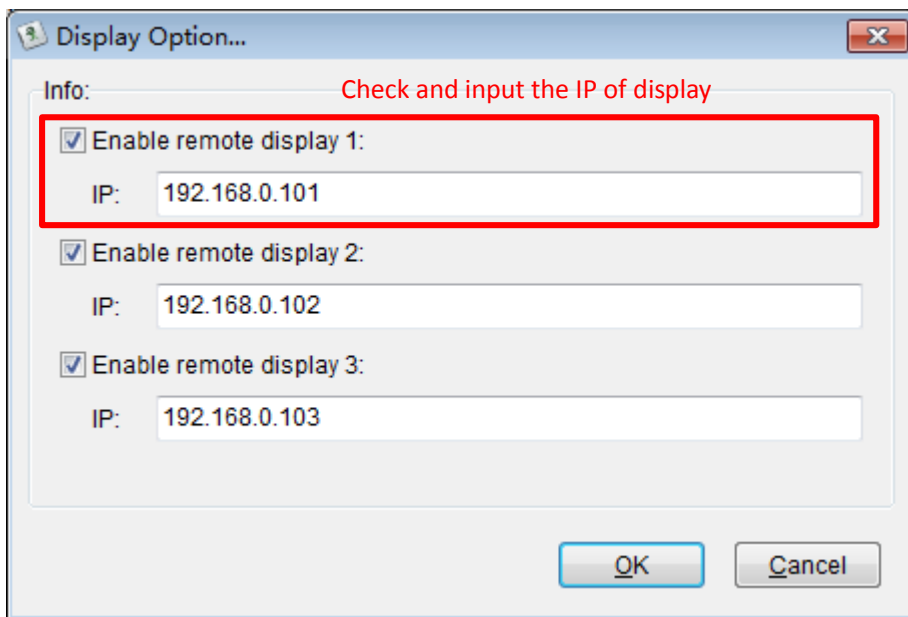 Display Option...
Info:
Check and input the IP of display
Enable remote display 1:
IP: 192.168.0.101
Enable remote display 2:
IP: 192.168.0.102
Enable remote display 3:
IP: 192.168.0.103
OK Cancel